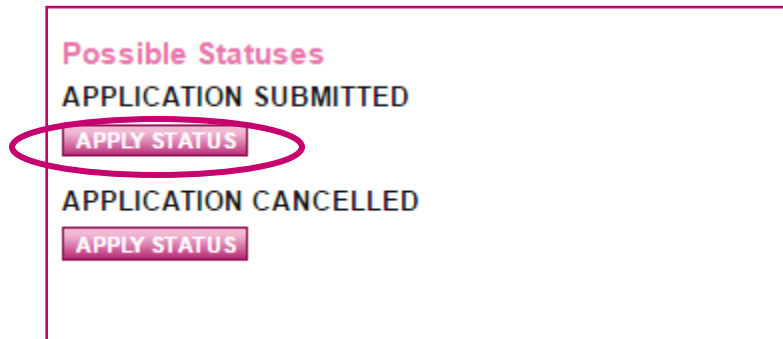 Possible Statuses
APPLICATION SUBMITTED
APPLY STATUS
APPLICATION CANCELLED
APPLY STATUS